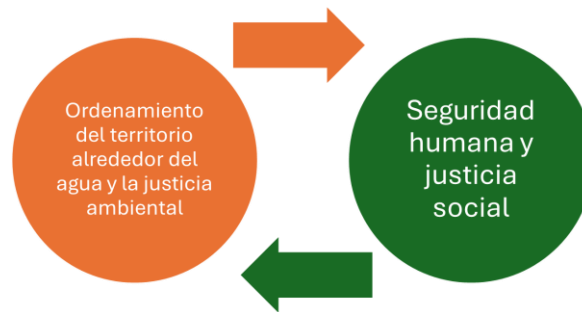 Ordenamiento
del territorio
alrededor del
agua y la justicia
ambiental
Seguridad
humana y
justicia
social